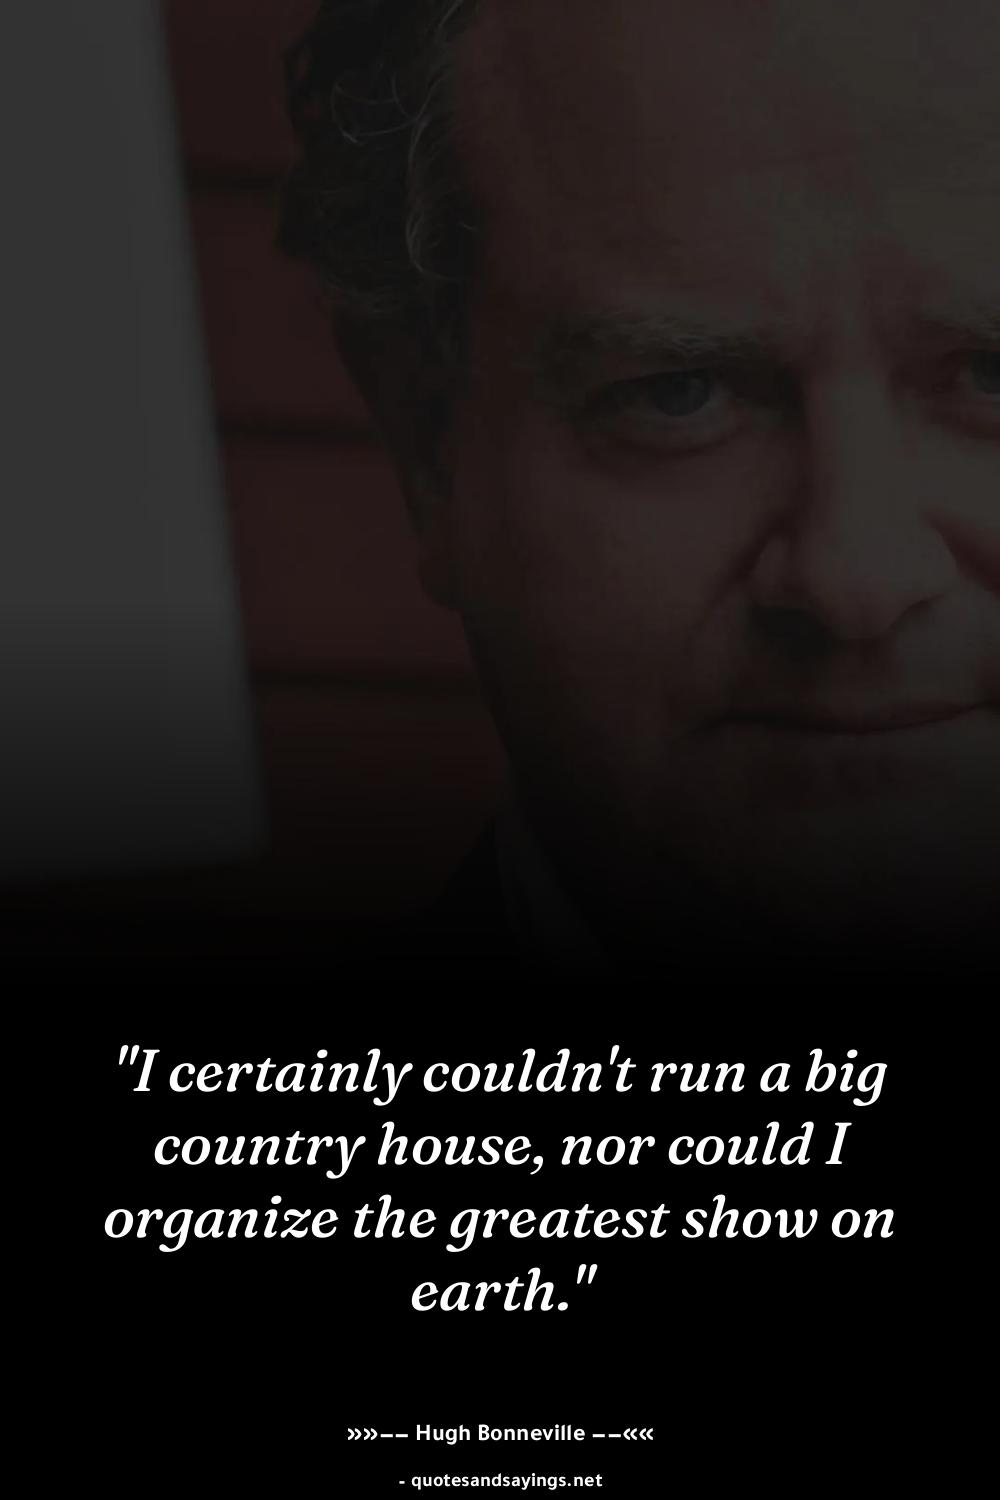 "I certainly couldn't run a big
country house, nor could I
organize the greatest show on
earth."
»»–– Hugh Bonneville ––««
- quotesandsayings.net